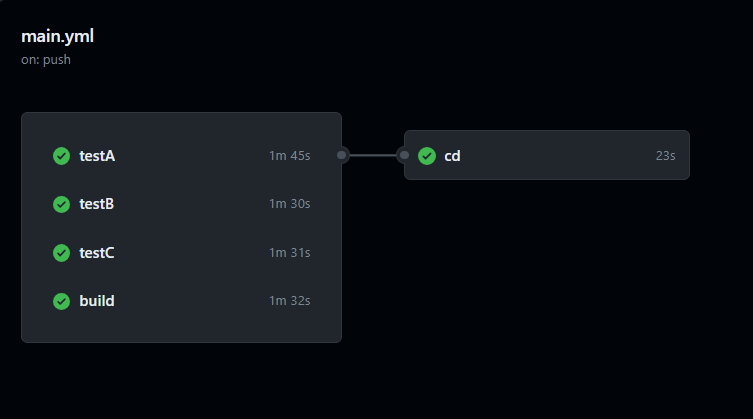 main.yml
on: push
testA 1m 45s
cd 23s
testB 1m 30s
testC 1m 31s
build 1m 32s